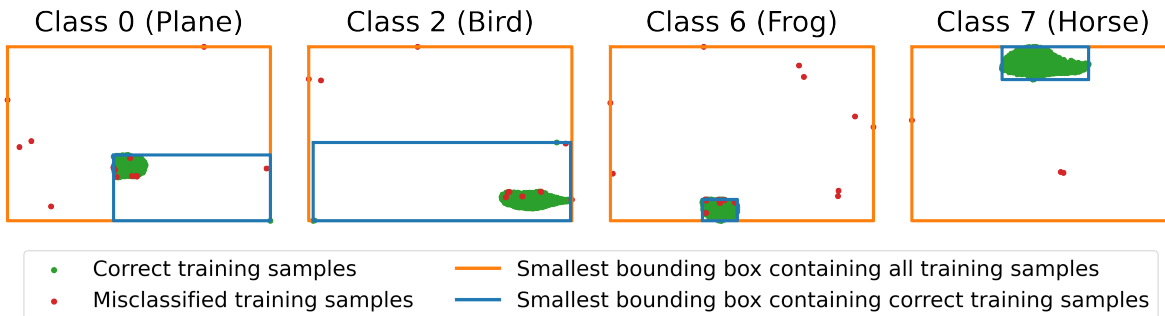 Class 0 (Plane) Class 2 (Bird) Class 6 (Frog) Class 7 (Horse)
Correct training samples Smallest bounding box containing all training samples
Misclassified training samples Smallest bounding box containing correct training samples